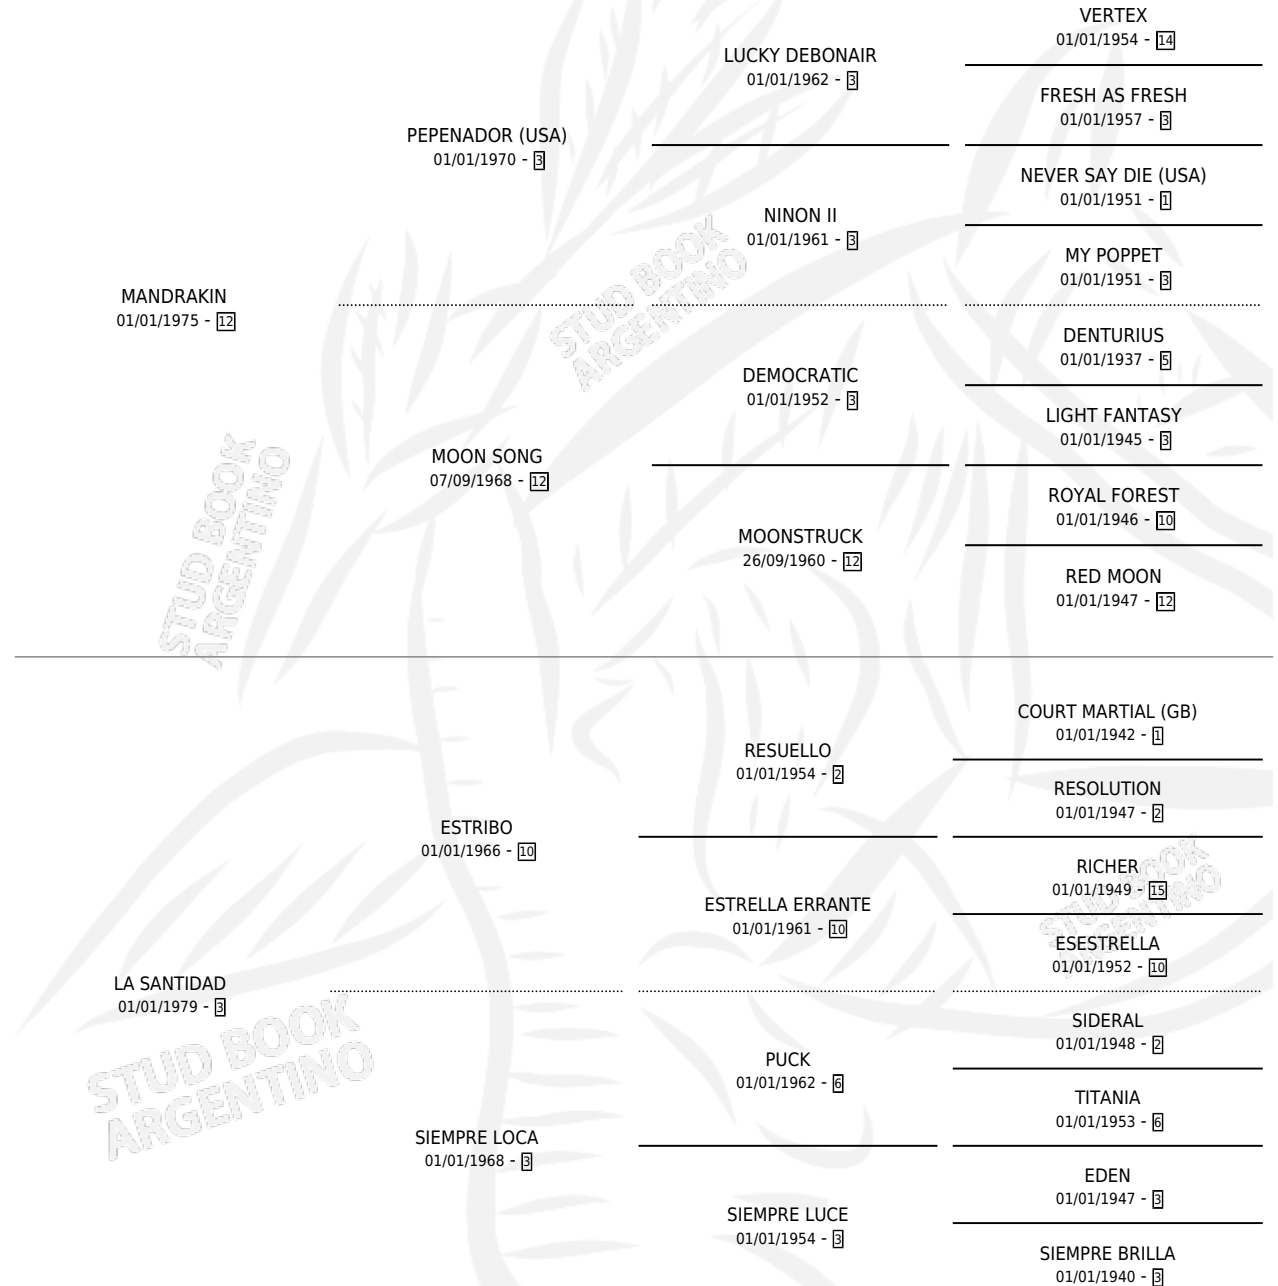 VERTEX
01/01/1954 - 14
LUCKY DEBONAIR
01/01/1962 - 3
FRESH AS FRESH
01/01/1957 - 3
PEPENADOR (USA)
01/01/1970 - 3
NEVER SAY DIE (USA)
01/01/1951 - 1
NINON II
01/01/1961 - 3
MY POPPET
01/01/1951 - 3
MANDRAKIN
01/01/1975 - 12
DENTURIUS
01/01/1937 - 5
DEMOCRATIC
01/01/1952 - 3
LIGHT FANTASY
01/01/1945 - 3
MOON SONG
07/09/1968 - 12
ROYAL FOREST
01/01/1946 - 10
MOONSTRUCK
26/09/1960 - 12
RED MOON
01/01/1947 - 12
STUD BOOK
ARGENTINO
STUD BOOK
ARGENTINO
COURT MARTIAL (GB)
01/01/1942 - 1
RESUELLO
01/01/1954 - 2
RESOLUTION
01/01/1947 - 2
ESTRIBO
01/01/1966 - 10
RICHER
01/01/1949 - 15
ESTRELLA ERRANTE
01/01/1961 - 10
ESESTRELLA
01/01/1952 - 10
STUD BOOK
ARGENTINO
LA SANTIDAD
01/01/1979 - 3
SIDERAL
01/01/1948 - 2
PUCK
01/01/1962 - 6
TITANIA
01/01/1953 - 6
SIEMPRE LOCA
01/01/1968 - 3
EDEN
01/01/1947 - 3
SIEMPRE LUCE
01/01/1954 - 3
SIEMPRE BRILLA
01/01/1940 - 3
STUD BOOK
ARGENTINO